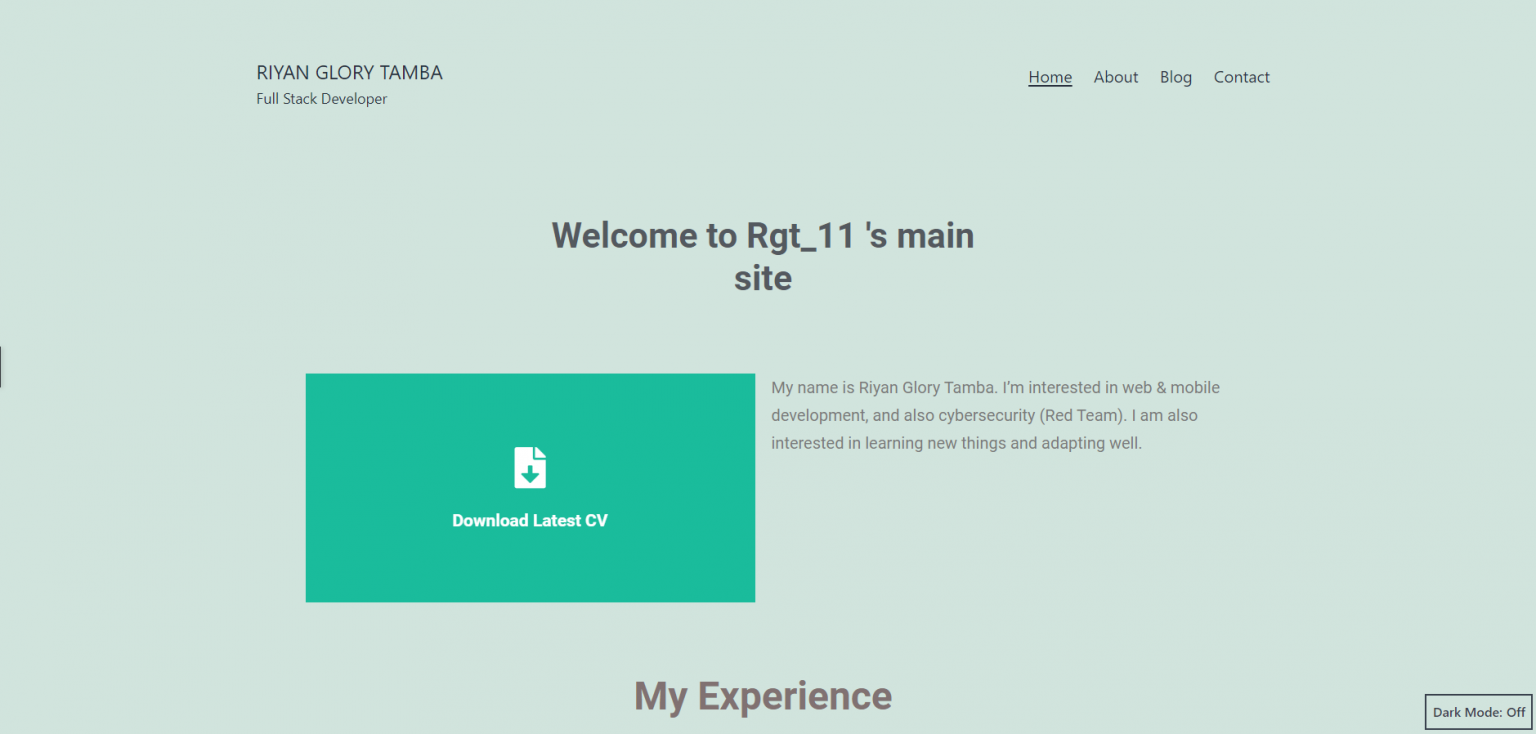 RIYAN GLORY TAMBA
Full Stack Developer
Home About Blog Contact
Welcome to Rgt_11 's main
site
Download Latest CV
My name is Riyan Glory Tamba. I'm interested in web & mobile
development, and also cybersecurity (Red Team). I am also
interested in learning new things and adapting well.
My Experience
Dark Mode: Off